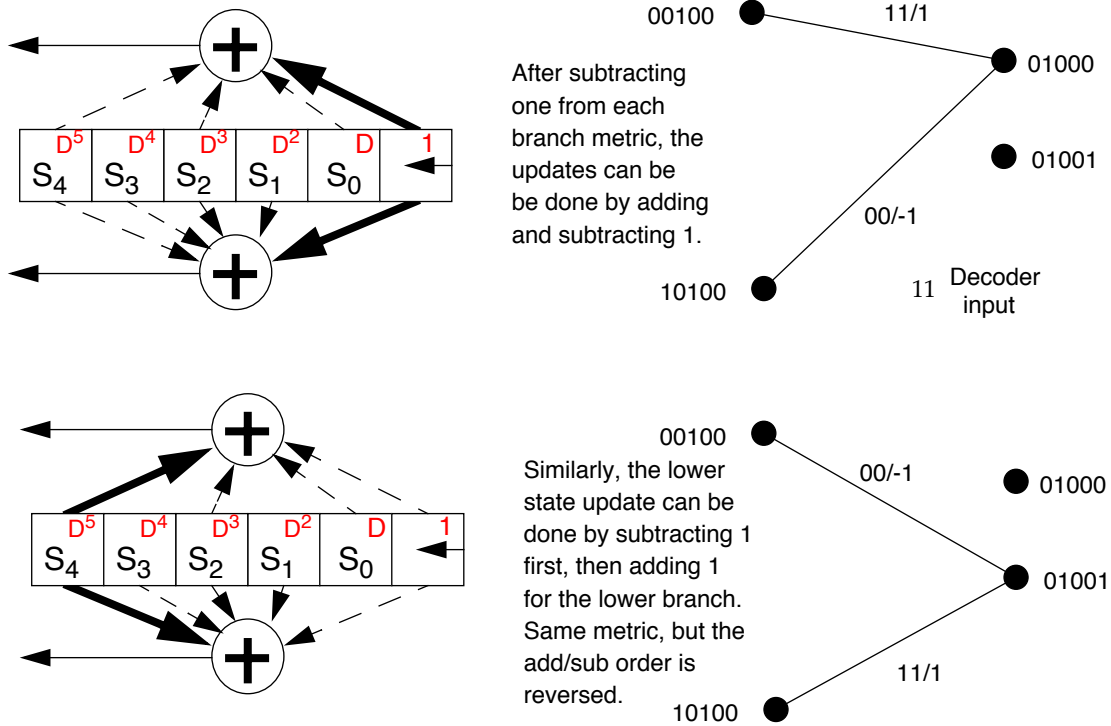 D⁵ D⁴ D³ D² D 1
S₄ S₃ S₂ S₁ S₀
After subtracting
one from each
branch metric, the
updates can be
be done by adding
and subtracting 1.
00100
11/1
01000
01001
00/-1
10100
11 Decoder
input
D⁵ D⁴ D³ D² D 1
S₄ S₃ S₂ S₁ S₀
Similarly, the lower
state update can be
done by subtracting 1
first, then adding 1
for the lower branch.
Same metric, but the
add/sub order is
reversed.
00100
00/-1
01000
01001
11/1
10100